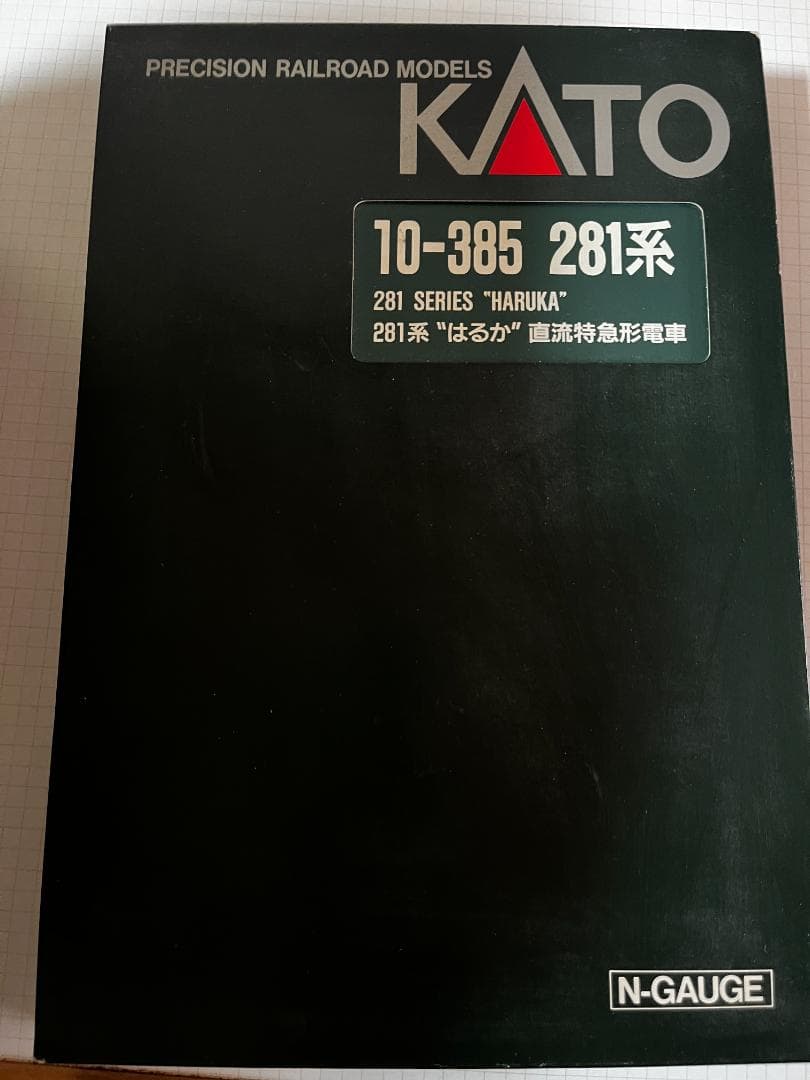 PRECISION RAILROAD MODELS
KATO
10-385 281系
281 SERIES "HARUKA"
281系 "はるか" 直流特急形電車
N-GAUGE